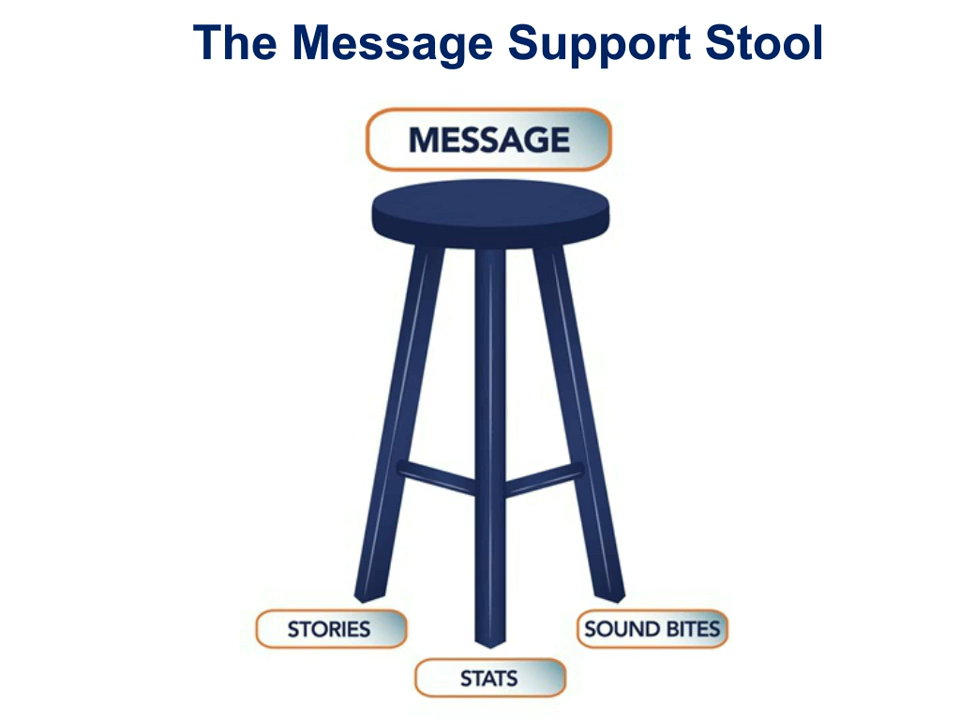 The Message Support Stool
MESSAGE
STORIES
SOUND BITES
STATS